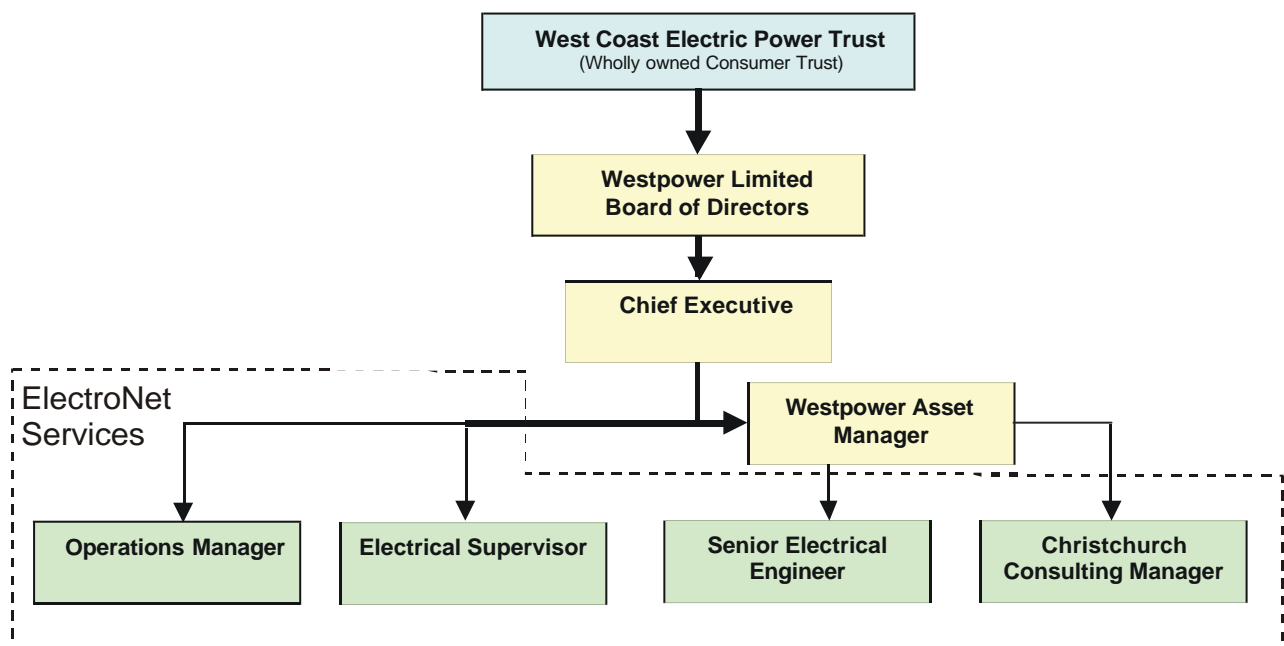 West Coast Electric Power Trust
(Wholly owned Consumer Trust)
Westpower Limited
Board of Directors
Chief Executive
ElectroNet
Services
Westpower Asset
Manager
Operations Manager
Electrical Supervisor
Senior Electrical
Engineer
Christchurch
Consulting Manager